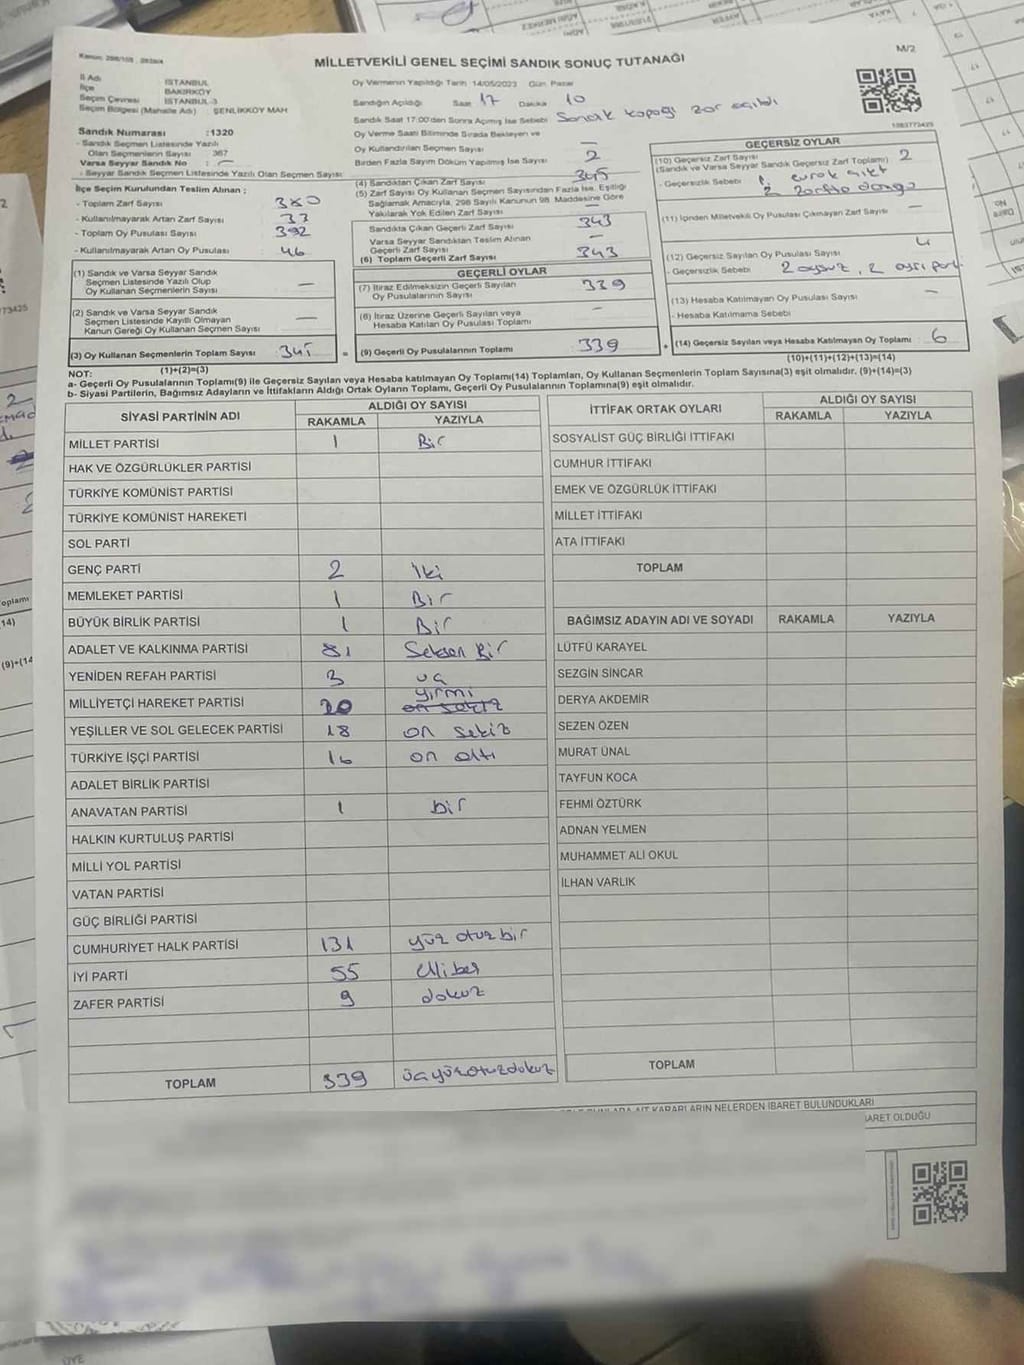 Kanun: 298/105
M/2
MİLLETVEKİLİ GENEL SEÇİMİ SANDIK SONUÇ TUTANAĞI
İl Adı : İSTANBUL
İlçe : BAKIRKÖY
Seçim Çevresi : İSTANBUL-3
Seçim Bölgesi (Mahalle Adı) : ŞENLİKKÖY MAH
Sandık Numarası : 1320
- Sandık Seçmen Listesinde Yazılı
Olan Seçmenlerin Sayısı : 367
Varsa Seyyar Sandık No : -
- Seyyar Sandık Seçmen Listesinde Yazılı Olan Seçmen Sayısı:
İlçe Seçim Kurulundan Teslim Alınan ;
- Toplam Zarf Sayısı 380
- Kullanılmayarak Artan Zarf Sayısı : 33
- Toplam Oy Pusulası Sayısı : 392
- Kullanılmayarak Artan Oy Pusulası : 46
(1) Sandık ve Varsa Seyyar Sandık
Seçmen Listesinde Yazılı Olup
Oy Kullanan Seçmenlerin Sayısı —
(2) Sandık ve Varsa Seyyar Sandık
Seçmen Listesinde Kayıtlı Olmayan
Kanun Gereği Oy Kullanan Seçmen Sayısı —
(3) Oy Kullanan Seçmenlerin Toplam Sayısı 345
(1)+(2)=(3)
Oy Vermenin Yapıldığı Tarih 14/05/2023 Gün Pazar
Sandığın Açıldığı Saat 17 Dakika 10
Sandık Saat 17:00'den Sonra Açılmış İse Sebebi Sandık kapağı zor açıldı
Oy Verme Saati Bitiminde Sırada Bekleyen ve
Oy Kullandırılan Seçmen Sayısı —
Birden Fazla Sayım Döküm Yapılmış İse Sayısı 2
(4) Sandıktan Çıkan Zarf Sayısı 345
(5) Zarf Sayısı Oy Kullanan Seçmen Sayısından Fazla İse, Eşitliği
Sağlamak Amacıyla, 298 Sayılı Kanunun 98. Maddesine Göre
Yakılarak Yok Edilen Zarf Sayısı —
Sandıkta Çıkan Geçerli Zarf Sayısı 343
Varsa Seyyar Sandıktan Teslim Alınan
Geçerli Zarf Sayısı —
(6) Toplam Geçerli Zarf Sayısı 343
GEÇERLİ OYLAR
(7) İtiraz Edilmeksizin Geçerli Sayılan
Oy Pusulalarının Sayısı 339
(8) İtiraz Üzerine Geçerli Sayılan veya
Hesaba Katılan Oy Pusulası Toplamı —
= (9) Geçerli Oy Pusulalarının Toplamı 339
GEÇERSİZ OYLAR
(10) Geçersiz Zarf Sayısı 2
(Sandık ve Varsa Seyyar Sandık Geçersiz Zarf Toplamı)
- Geçersizlik Sebebi
(11) İçinden Milletvekili Oy Pusulası Çıkmayan Zarf Sayısı —
(12) Geçersiz Sayılan Oy Pusulası Sayısı 4
- Geçersizlik Sebebi 2 oysuz, 2 ayrı parti
(13) Hesaba Katılmayan Oy Pusulası Sayısı —
- Hesaba Katılmama Sebebi
+ (14) Geçersiz Sayılan veya Hesaba Katılmayan Oy Toplamı 6
(10)+(11)+(12)+(13)=(14)
NOT:
a- Geçerli Oy Pusulalarının Toplamı(9) ile Geçersiz Sayılan veya Hesaba katılmayan Oy Toplamı(14) Toplamları, Oy Kullanan Seçmenlerin Toplam Sayısına(3) eşit olmalıdır. (9)+(14)=(3)
b- Siyasi Partilerin, Bağımsız Adayların ve İttifakların Aldığı Ortak Oyların Toplamı, Geçerli Oy Pusulalarının Toplamına(9) eşit olmalıdır.
SİYASİ PARTİNİN ADI ALDIĞI OY SAYISI
RAKAMLA YAZIYLA
MİLLET PARTİSİ 1 Bir
HAK VE ÖZGÜRLÜKLER PARTİSİ
TÜRKİYE KOMÜNİST PARTİSİ
TÜRKİYE KOMÜNİST HAREKETİ
SOL PARTİ
GENÇ PARTİ 2 iki
MEMLEKET PARTİSİ 1 Bir
BÜYÜK BİRLİK PARTİSİ 1 Bir
ADALET VE KALKINMA PARTİSİ 81 Seksen Bir
YENİDEN REFAH PARTİSİ 3 üç
MİLLİYETÇİ HAREKET PARTİSİ 20 yirmi on sekiz
YEŞİLLER VE SOL GELECEK PARTİSİ 18 on sekiz
TÜRKİYE İŞÇİ PARTİSİ 16 on altı
ADALET BİRLİK PARTİSİ
ANAVATAN PARTİSİ 1 bir
HALKIN KURTULUŞ PARTİSİ
MİLLİ YOL PARTİSİ
VATAN PARTİSİ
GÜÇ BİRLİĞİ PARTİSİ
CUMHURİYET HALK PARTİSİ 131 yüz otuz bir
İYİ PARTİ 55 elli beş
ZAFER PARTİSİ 9 dokuz
TOPLAM 339 üçyüzotuzdokuz
İTTİFAK ORTAK OYLARI ALDIĞI OY SAYISI
RAKAMLA YAZIYLA
SOSYALİST GÜÇ BİRLİĞİ İTTİFAKI
CUMHUR İTTİFAKI
EMEK VE ÖZGÜRLÜK İTTİFAKI
MİLLET İTTİFAKI
ATA İTTİFAKI
TOPLAM
BAĞIMSIZ ADAYIN ADI VE SOYADI RAKAMLA YAZIYLA
LÜTFÜ KARAYEL
SEZGİN SİNCAR
DERYA AKDEMİR
SEZEN ÖZEN
MURAT ÜNAL
TAYFUN KOCA
FEHMİ ÖZTÜRK
ADNAN YELMEN
MUHAMMET ALİ OKUL
İLHAN VARLIK
TOPLAM
KARARLARIN NELERDEN İBARET BULUNDUKLARI
OLDUĞU
ÜYE